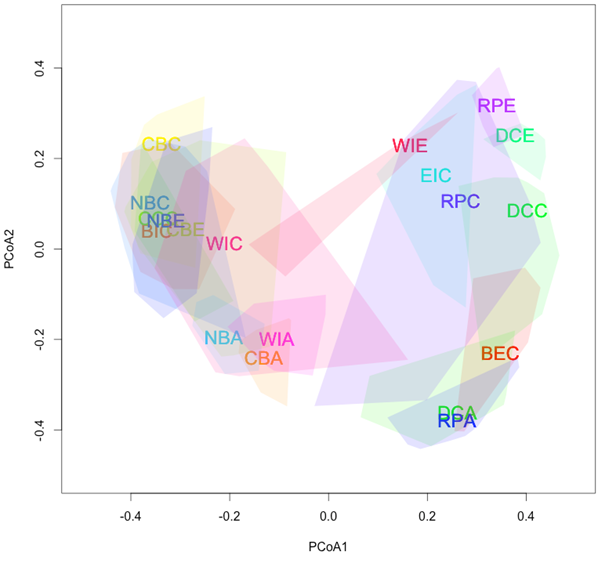 0.4
RPE
DCE
CBC
WIE
0.2
EIC
NBC
RPC
DCC
NBE
CBE
BIC
WIC
0.0
PCoA2
NBA
WIA
-0.2
CBA
BEC
DCA
RPA
-0.4
-0.4 -0.2 0.0 0.2 0.4
PCoA1